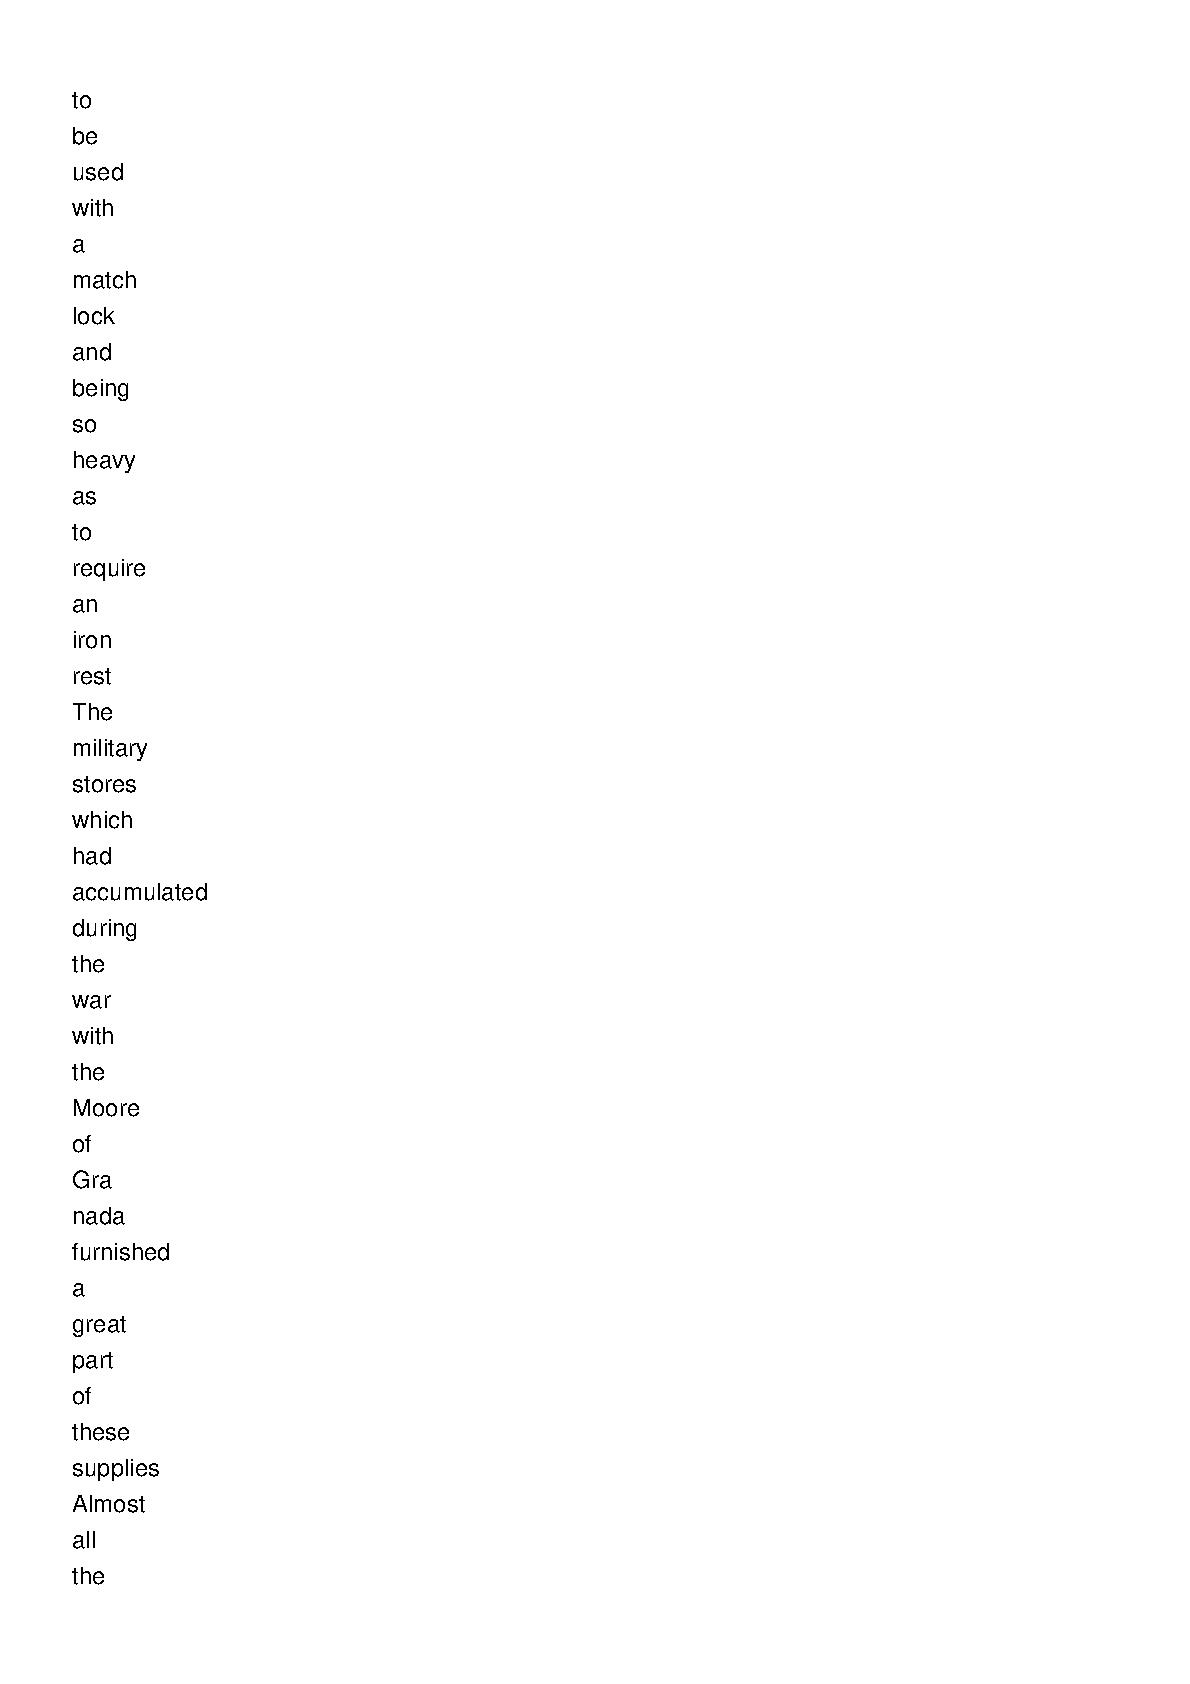 to
be
used
with
a
match
lock
and
being
so
heavy
as
to
require
an
iron
rest
The
military
stores
which
had
accumulated
during
the
war
with
the
Moore
of
Gra
nada
furnished
a
great
part
of
these
supplies
Almost
all
the